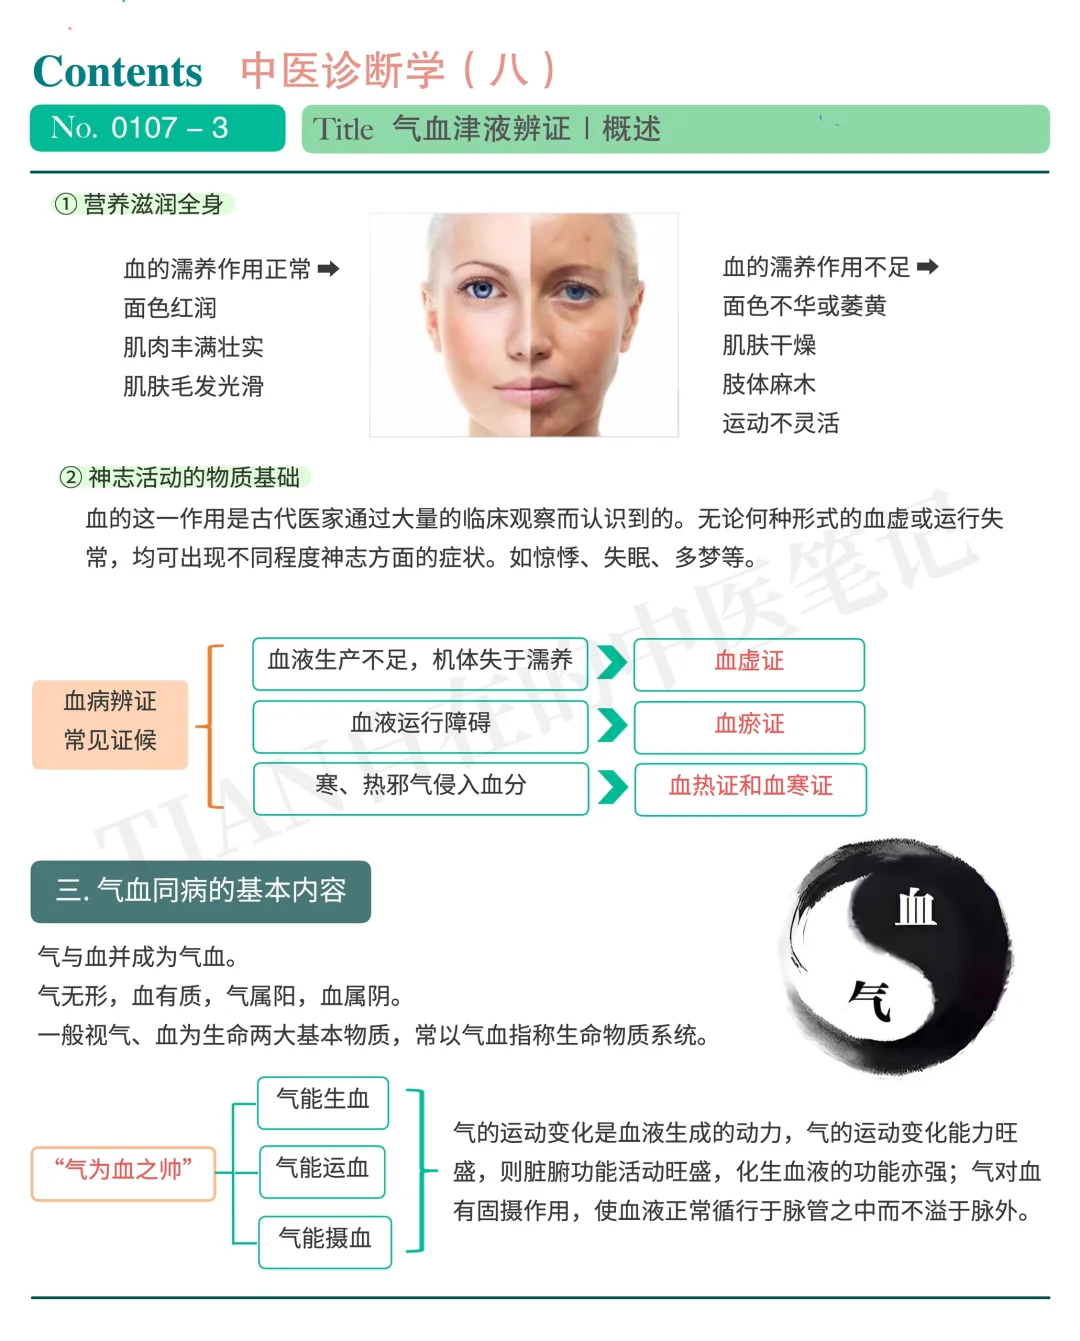 Contents 中医诊断学（八）
No. 0107 – 3
Title 气血津液辨证 | 概述
① 营养滋润全身
血的濡养作用正常➡
面色红润
肌肉丰满壮实
肌肤毛发光滑
血的濡养作用不足➡
面色不华或萎黄
肌肤干燥
肢体麻木
运动不灵活
② 神志活动的物质基础
血的这一作用是古代医家通过大量的临床观察而认识到的。无论何种形式的血虚或运行失
常，均可出现不同程度神志方面的症状。如惊悸、失眠、多梦等。
血病辨证
常见证候
血液生产不足，机体失于濡养
血虚证
血液运行障碍
血瘀证
寒、热邪气侵入血分
血热证和血寒证
TIAN自在的中医笔记
三. 气血同病的基本内容
气与血并成为气血。
气无形，血有质，气属阳，血属阴。
一般视气、血为生命两大基本物质，常以气血指称生命物质系统。
血
气
“气为血之帅”
气能生血
气能运血
气能摄血
气的运动变化是血液生成的动力，气的运动变化能力旺
盛，则脏腑功能活动旺盛，化生血液的功能亦强；气对血
有固摄作用，使血液正常循行于脉管之中而不溢于脉外。